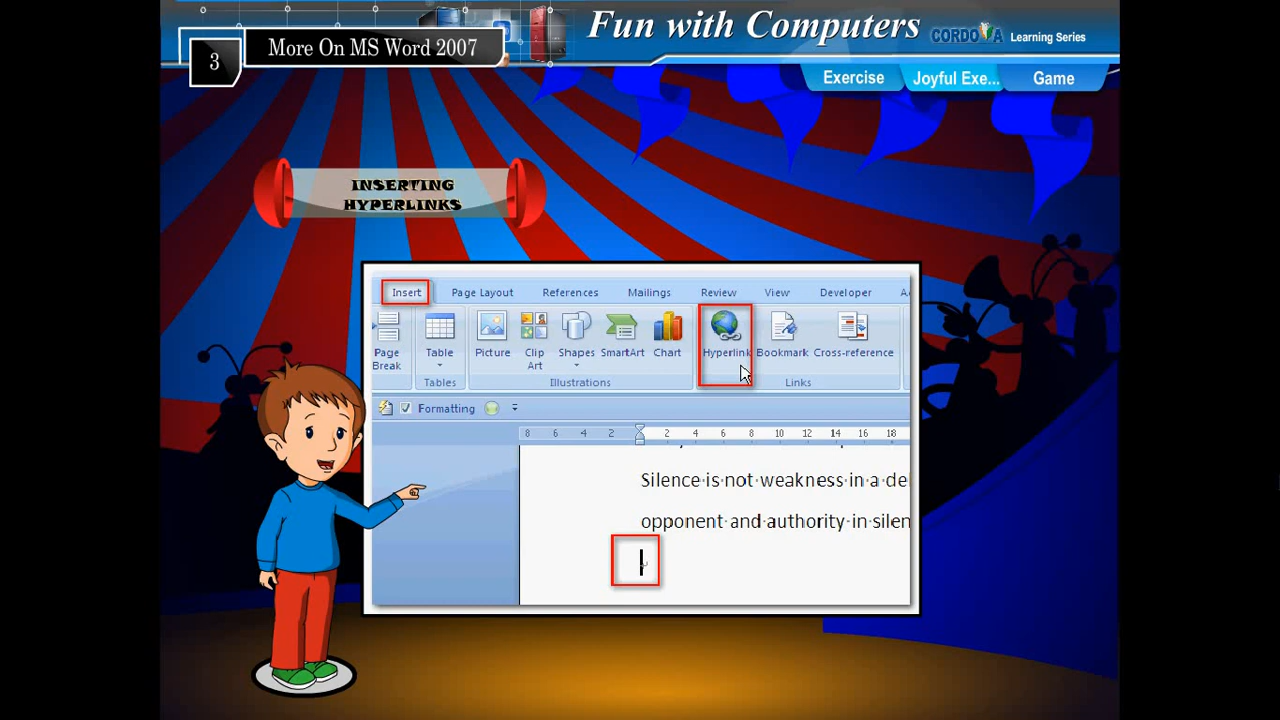 Fun with Computers
CORDOVA Learning Series
3
More On MS Word 2007
Exercise
Joyful Exe...
Game
INSERTING
HYPERLINKS
Insert
Page Layout
References
Mailings
Review
View
Developer
Page
Break
Table
Picture
Clip
Art
Shapes
SmartArt
Chart
Hyperlink
Bookmark
Cross-reference
Tables
Illustrations
Links
Formatting
8 6 4 2 2 4 6 8 10 12 14 16 18
Silence·is·not·weakness·in·a·de
opponent·and·authority·in·silen